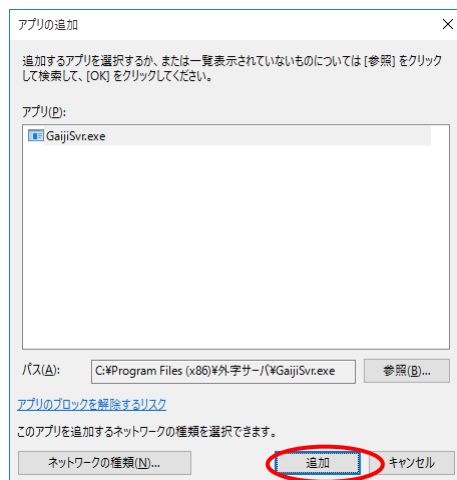 アプリの追加
追加するアプリを選択するか、または一覧表示されていないものについては [参照] をクリック
して検索して、[OK] をクリックしてください。
アプリ(P):
GaijiSvr.exe
パス(A):
C:¥Program Files (x86)¥外字サーバ¥GaijiSvr.exe
参照(B)...
アプリのブロックを解除するリスク
このアプリを追加するネットワークの種類を選択できます。
ネットワークの種類(N)...
追加
キャンセル